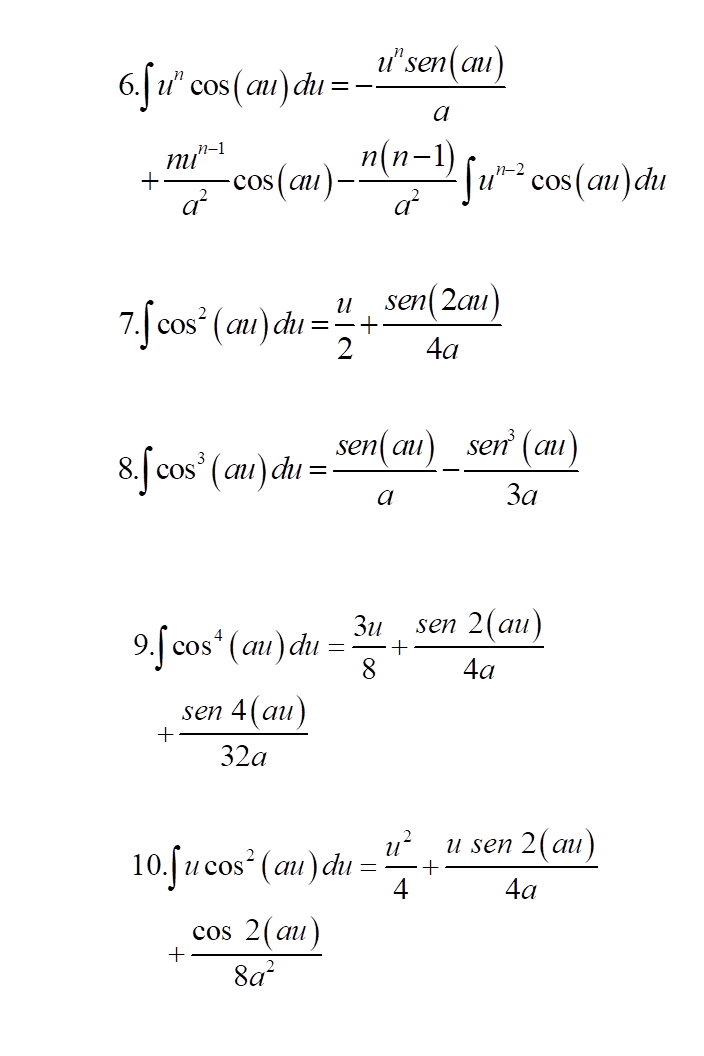 6.∫uⁿ cos(au)du = −uⁿsen(au)/a
+nuⁿ⁻¹/a² cos(au)−n(n−1)/a² ∫uⁿ⁻² cos(au)du
7.∫cos²(au)du = u/2 + sen(2au)/4a
8.∫cos³(au)du = sen(au)/a − sen³(au)/3a
9.∫cos⁴(au)du = 3u/8 + sen 2(au)/4a
+sen 4(au)/32a
10.∫u cos²(au)du = u²/4 + u sen 2(au)/4a
+cos 2(au)/8a²